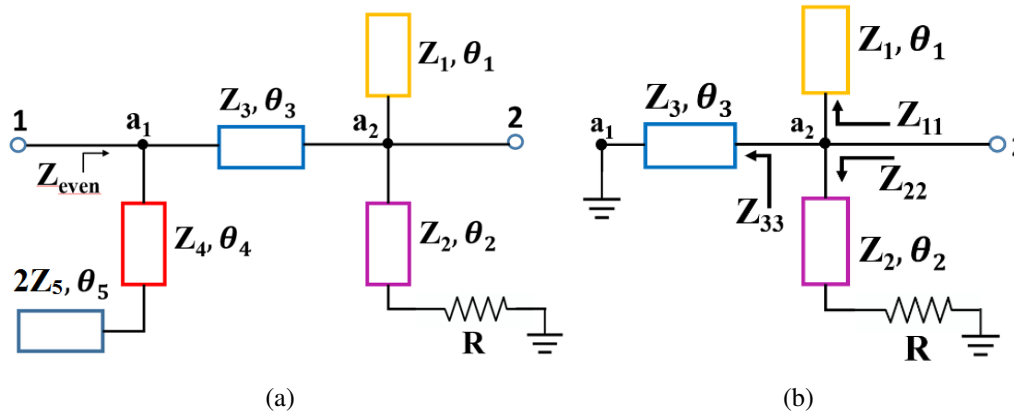 Z₁, θ₁
Z₃, θ₃
1
a₁
a₂
2
Z_even
Z₄, θ₄
Z₂, θ₂
2Z₅, θ₅
R
(a)
Z₁, θ₁
Z₃, θ₃
Z₁₁
a₁
a₂
Z₂₂
Z₃₃
Z₂, θ₂
R
(b)